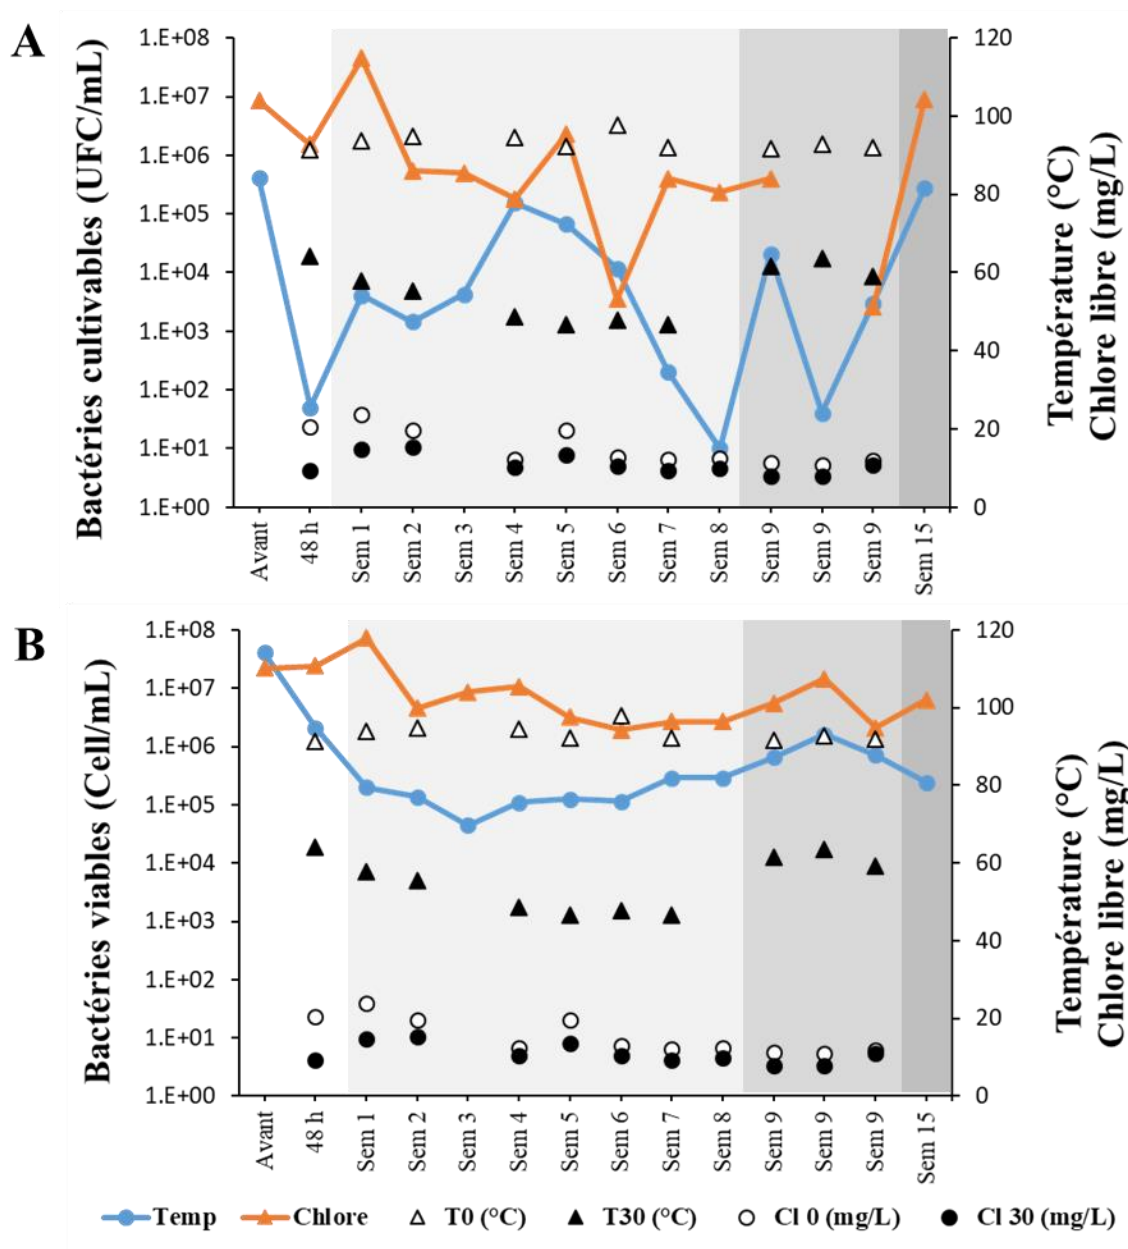 A
Bactéries cultivables (UFC/mL)
1.E+08
1.E+07
1.E+06
1.E+05
1.E+04
1.E+03
1.E+02
1.E+01
1.E+00
120
100
80
60
40
20
0
Température (°C)
Chlore libre (mg/L)
Avant
48 h
Sem 1
Sem 2
Sem 3
Sem 4
Sem 5
Sem 6
Sem 7
Sem 8
Sem 9
Sem 9
Sem 9
Sem 15
B
Bactéries viables (Cell/mL)
1.E+08
1.E+07
1.E+06
1.E+05
1.E+04
1.E+03
1.E+02
1.E+01
1.E+00
120
100
80
60
40
20
0
Température (°C)
Chlore libre (mg/L)
Avant
48 h
Sem 1
Sem 2
Sem 3
Sem 4
Sem 5
Sem 6
Sem 7
Sem 8
Sem 9
Sem 9
Sem 9
Sem 15
Temp Chlore T0 (°C) T30 (°C) Cl 0 (mg/L) Cl 30 (mg/L)